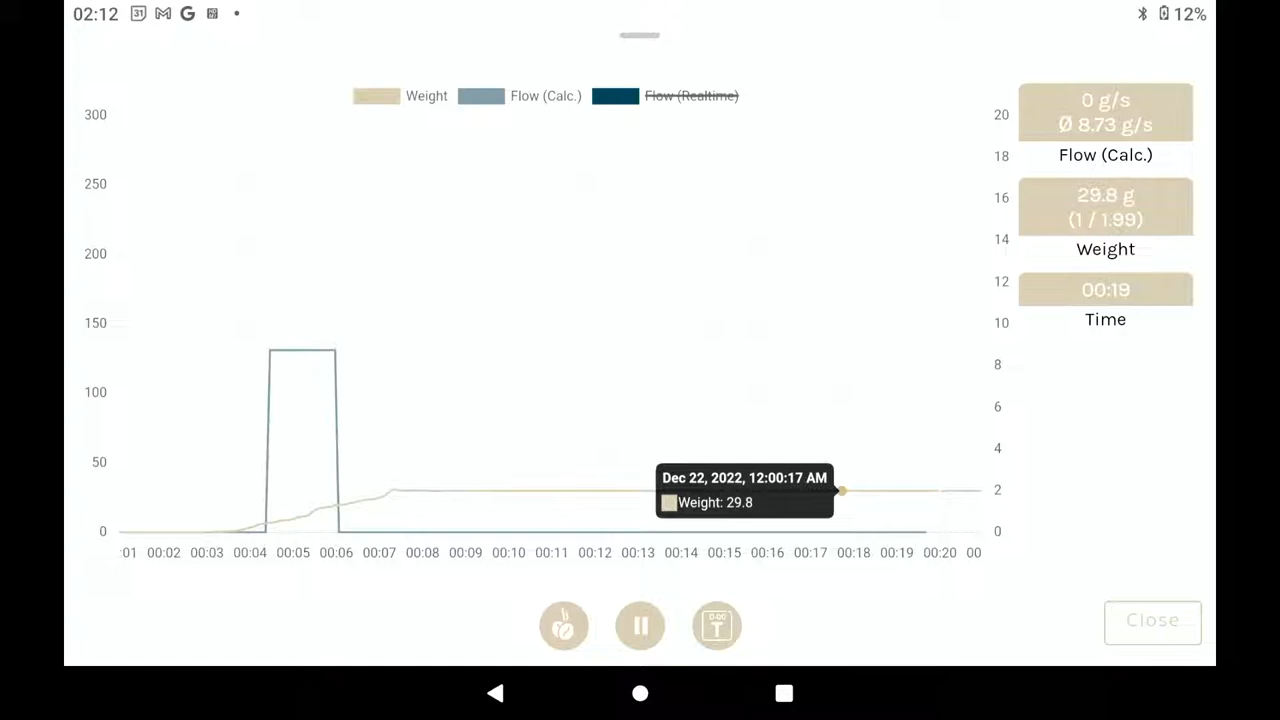 02:12
31
12%
Weight Flow (Calc.) Flow (Realtime)
300
250
200
150
100
50
0
20
18
16
14
12
10
8
6
4
2
0
Dec 22, 2022, 12:00:17 AM
Weight: 29.8
:01 00:02 00:03 00:04 00:05 00:06 00:07 00:08 00:09 00:10 00:11 00:12 00:13 00:14 00:15 00:16 00:17 00:18 00:19 00:20 00
0 g/s
Ø 8.73 g/s
Flow (Calc.)
29.8 g
(1 / 1.99)
Weight
00:19
Time
T
Close